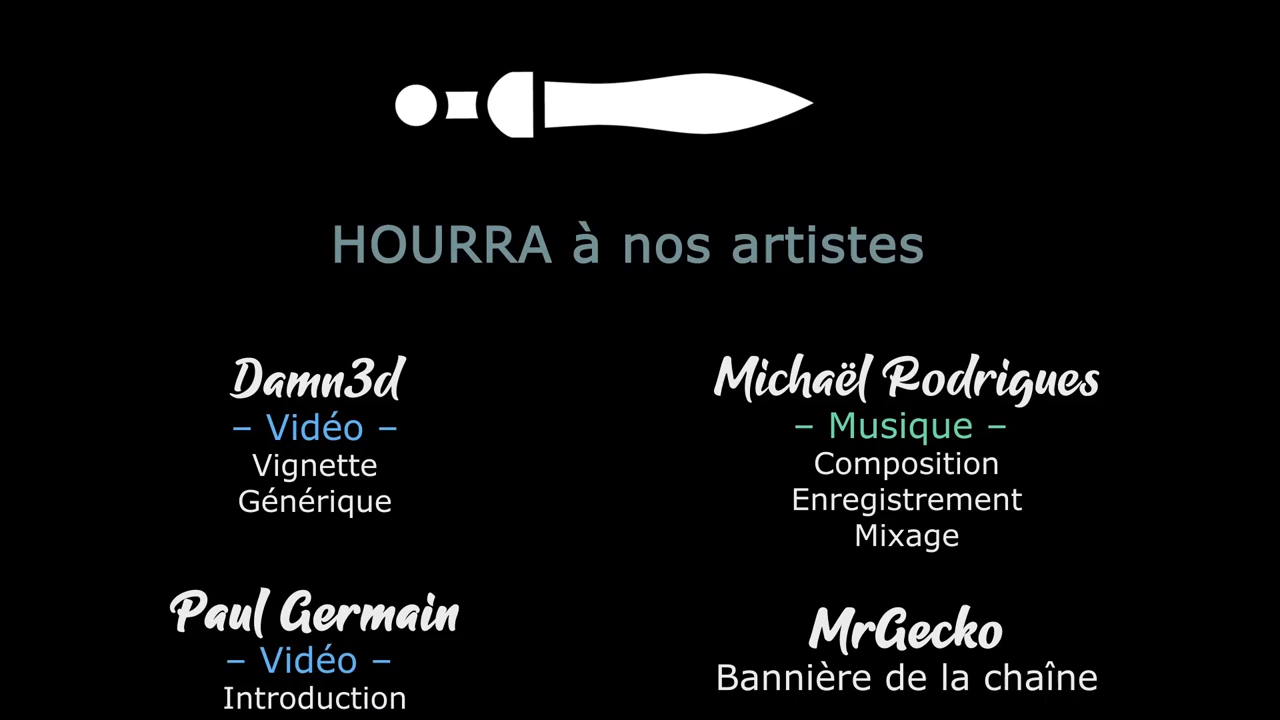 HOURRA à nos artistes
Damn3d
– Vidéo –
Vignette
Générique
Michaël Rodrigues
– Musique –
Composition
Enregistrement
Mixage
Paul Germain
– Vidéo –
Introduction
MrGecko
Bannière de la chaîne